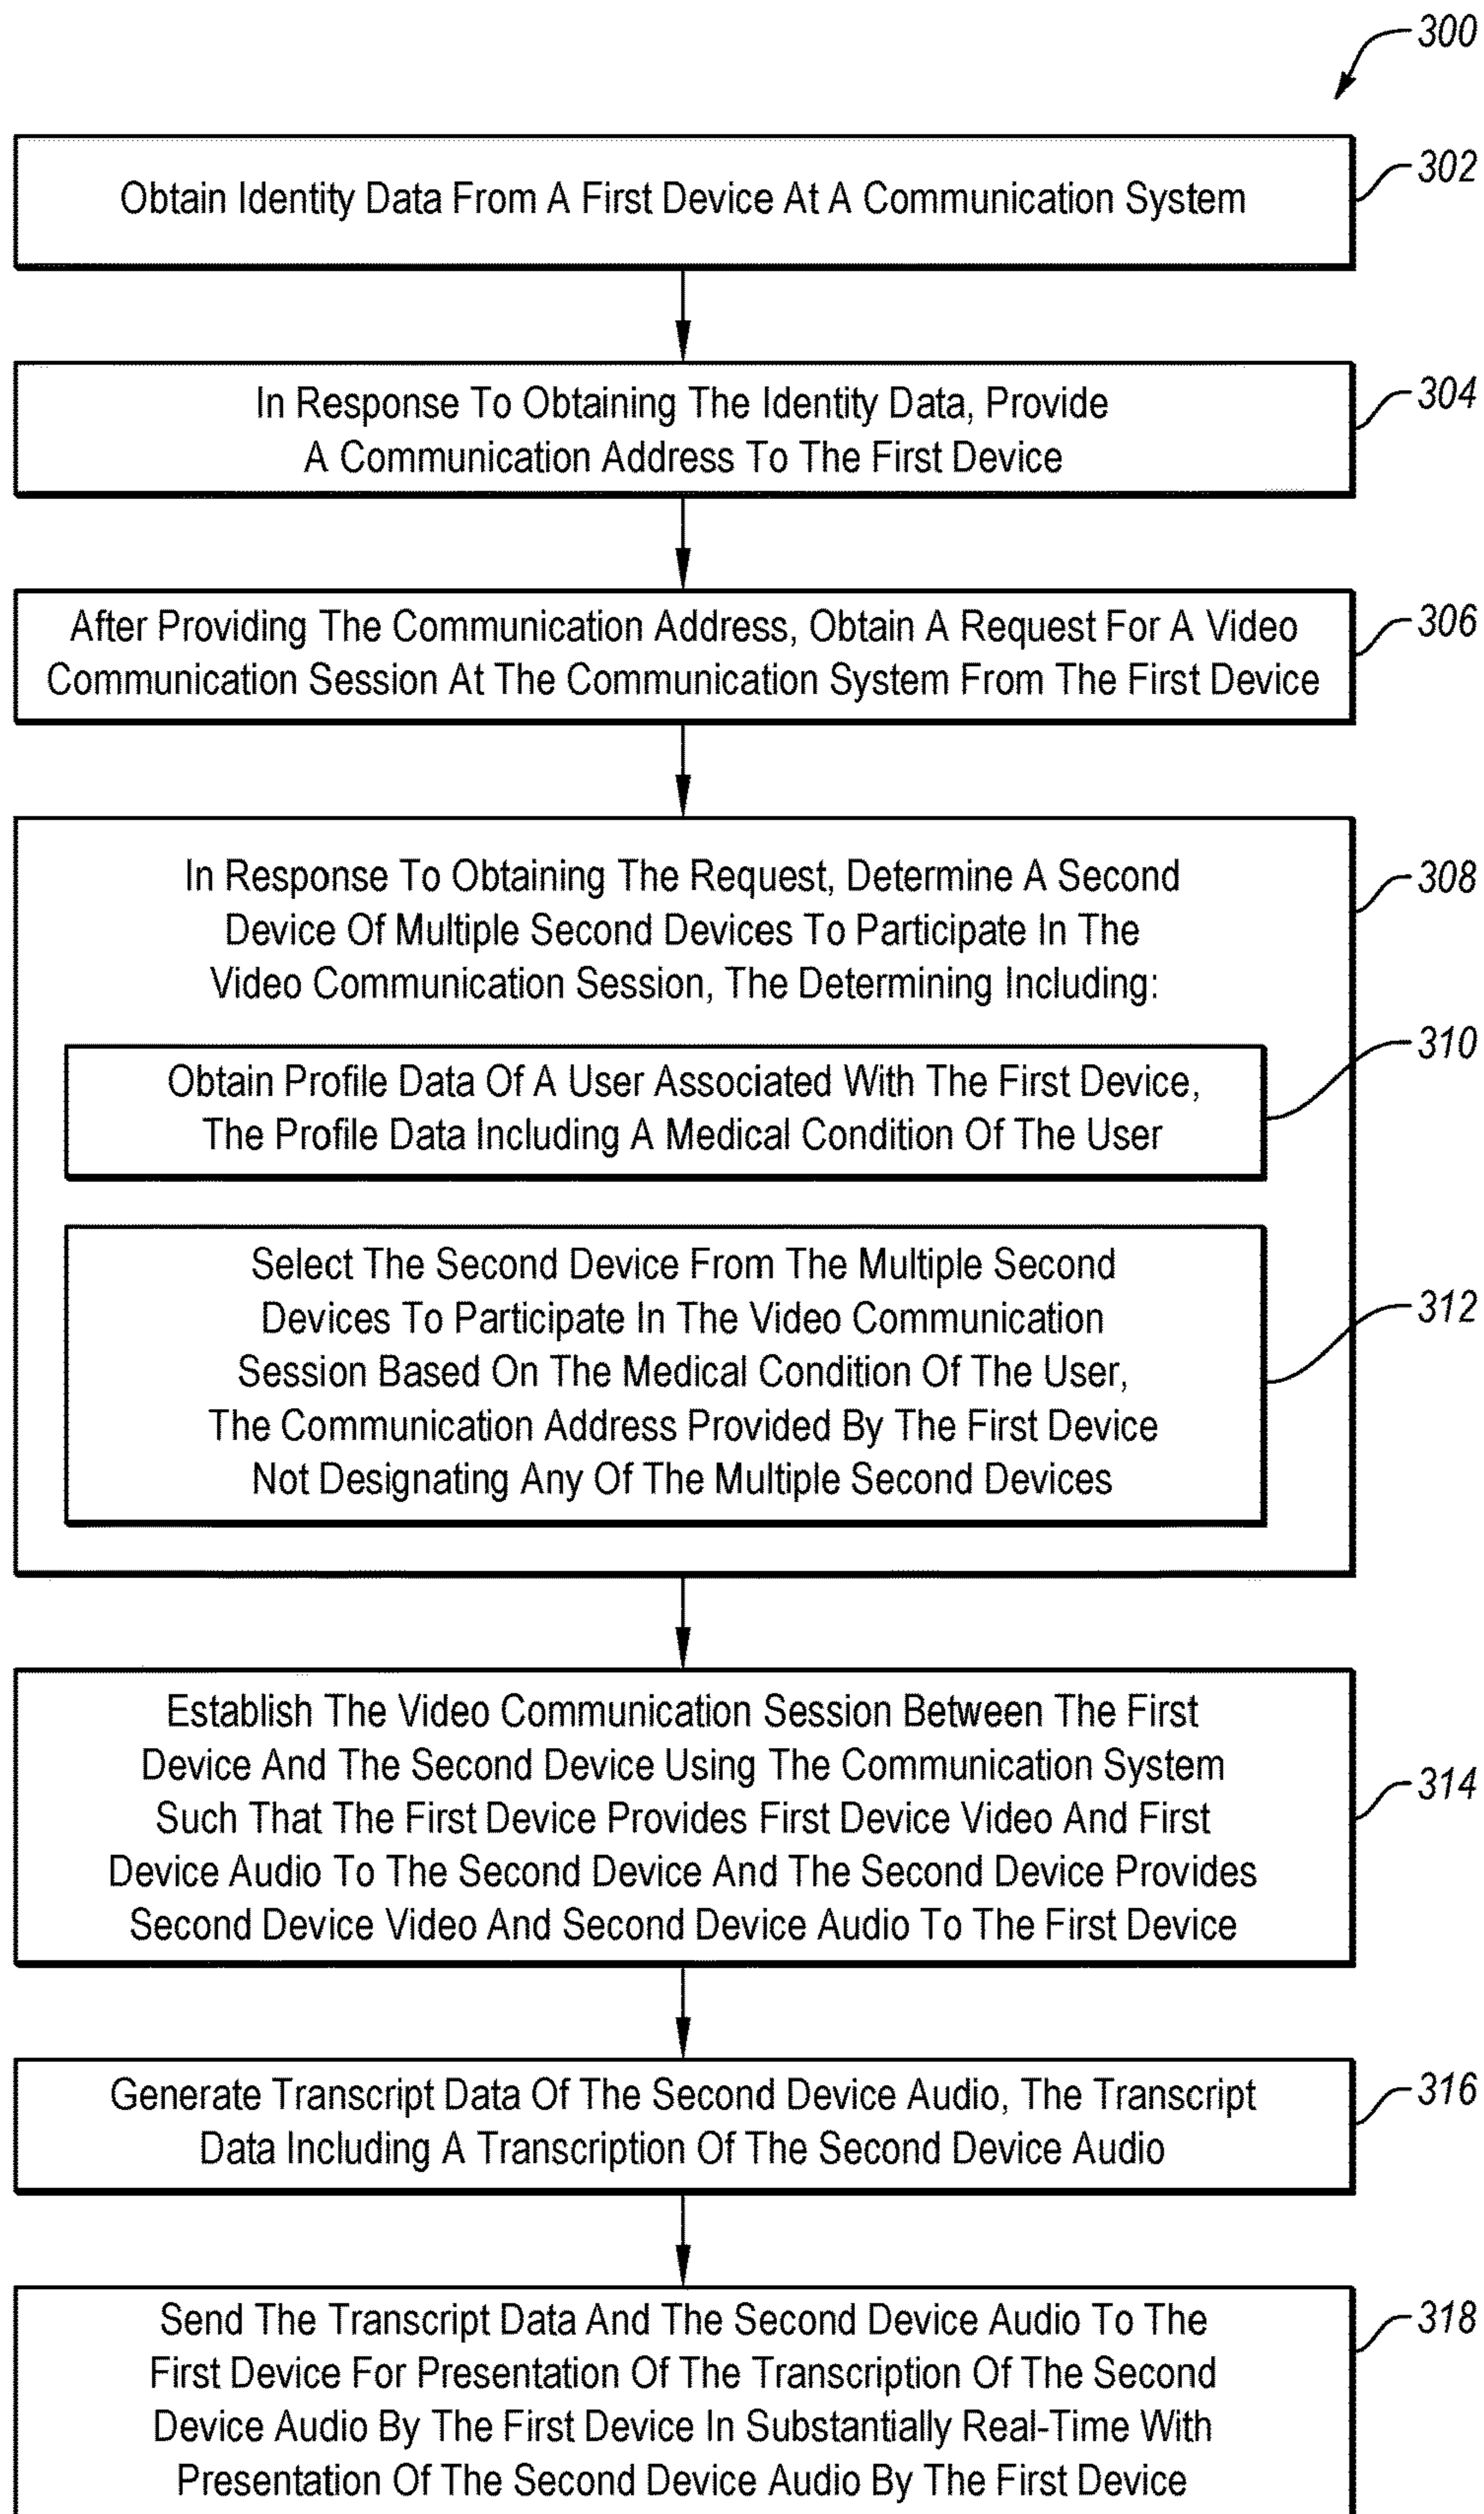 300
302
Obtain Identity Data From A First Device At A Communication System
304
In Response To Obtaining The Identity Data, Provide
A Communication Address To The First Device
306
After Providing The Communication Address, Obtain A Request For A Video
Communication Session At The Communication System From The First Device
308
In Response To Obtaining The Request, Determine A Second
Device Of Multiple Second Devices To Participate In The
Video Communication Session, The Determining Including:
310
Obtain Profile Data Of A User Associated With The First Device,
The Profile Data Including A Medical Condition Of The User
312
Select The Second Device From The Multiple Second
Devices To Participate In The Video Communication
Session Based On The Medical Condition Of The User,
The Communication Address Provided By The First Device
Not Designating Any Of The Multiple Second Devices
314
Establish The Video Communication Session Between The First
Device And The Second Device Using The Communication System
Such That The First Device Provides First Device Video And First
Device Audio To The Second Device And The Second Device Provides
Second Device Video And Second Device Audio To The First Device
316
Generate Transcript Data Of The Second Device Audio, The Transcript
Data Including A Transcription Of The Second Device Audio
318
Send The Transcript Data And The Second Device Audio To The
First Device For Presentation Of The Transcription Of The Second
Device Audio By The First Device In Substantially Real-Time With
Presentation Of The Second Device Audio By The First Device